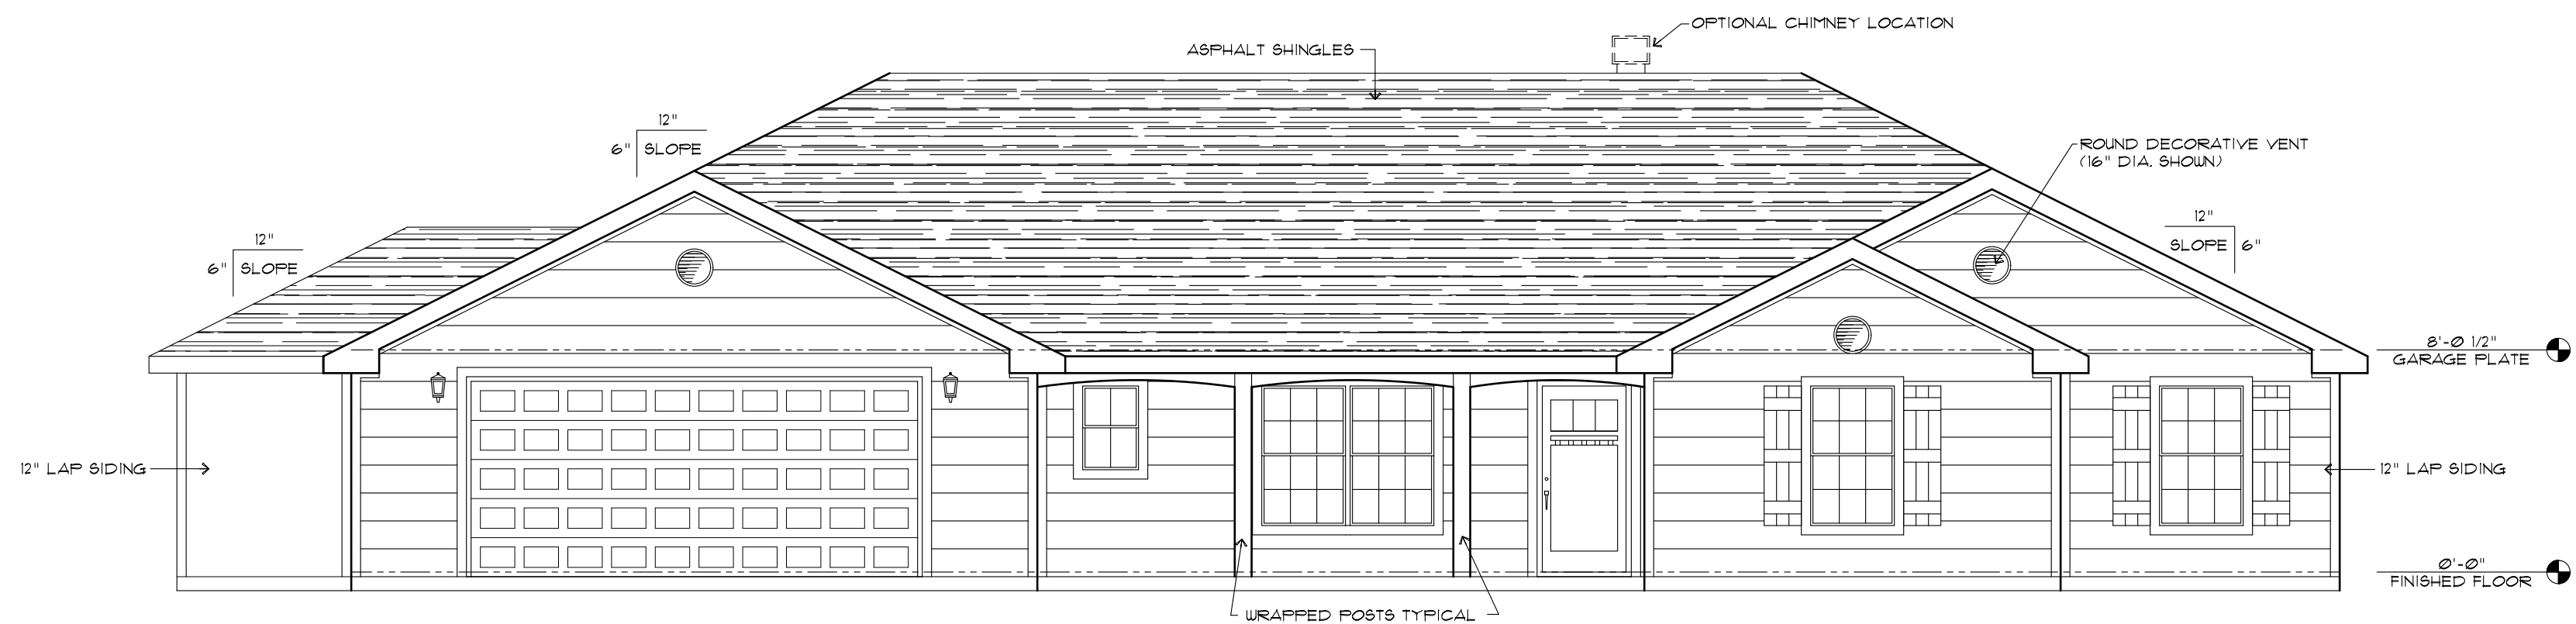 OPTIONAL CHIMNEY LOCATION
ASPHALT SHINGLES
12"
6" SLOPE
ROUND DECORATIVE VENT
(16" DIA. SHOWN)
12"
6" SLOPE
12"
SLOPE 6"
8'-0 1/2"
GARAGE PLATE
12" LAP SIDING
12" LAP SIDING
0'-0"
FINISHED FLOOR
WRAPPED POSTS TYPICAL